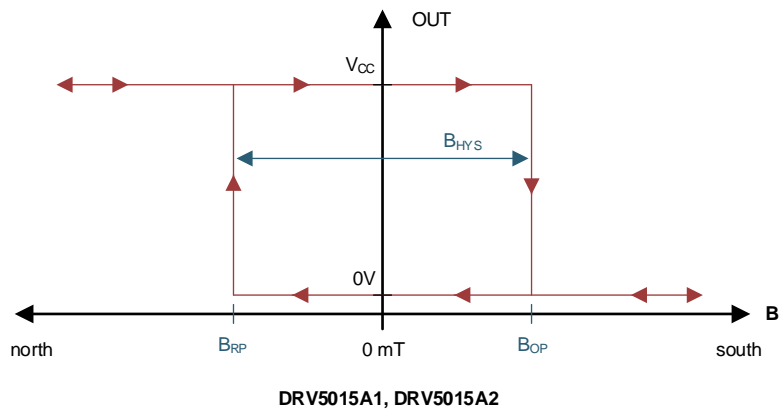 OUT
VCC
BHYS
0V
B
north
BRP
0 mT
BOP
south
DRV5015A1, DRV5015A2